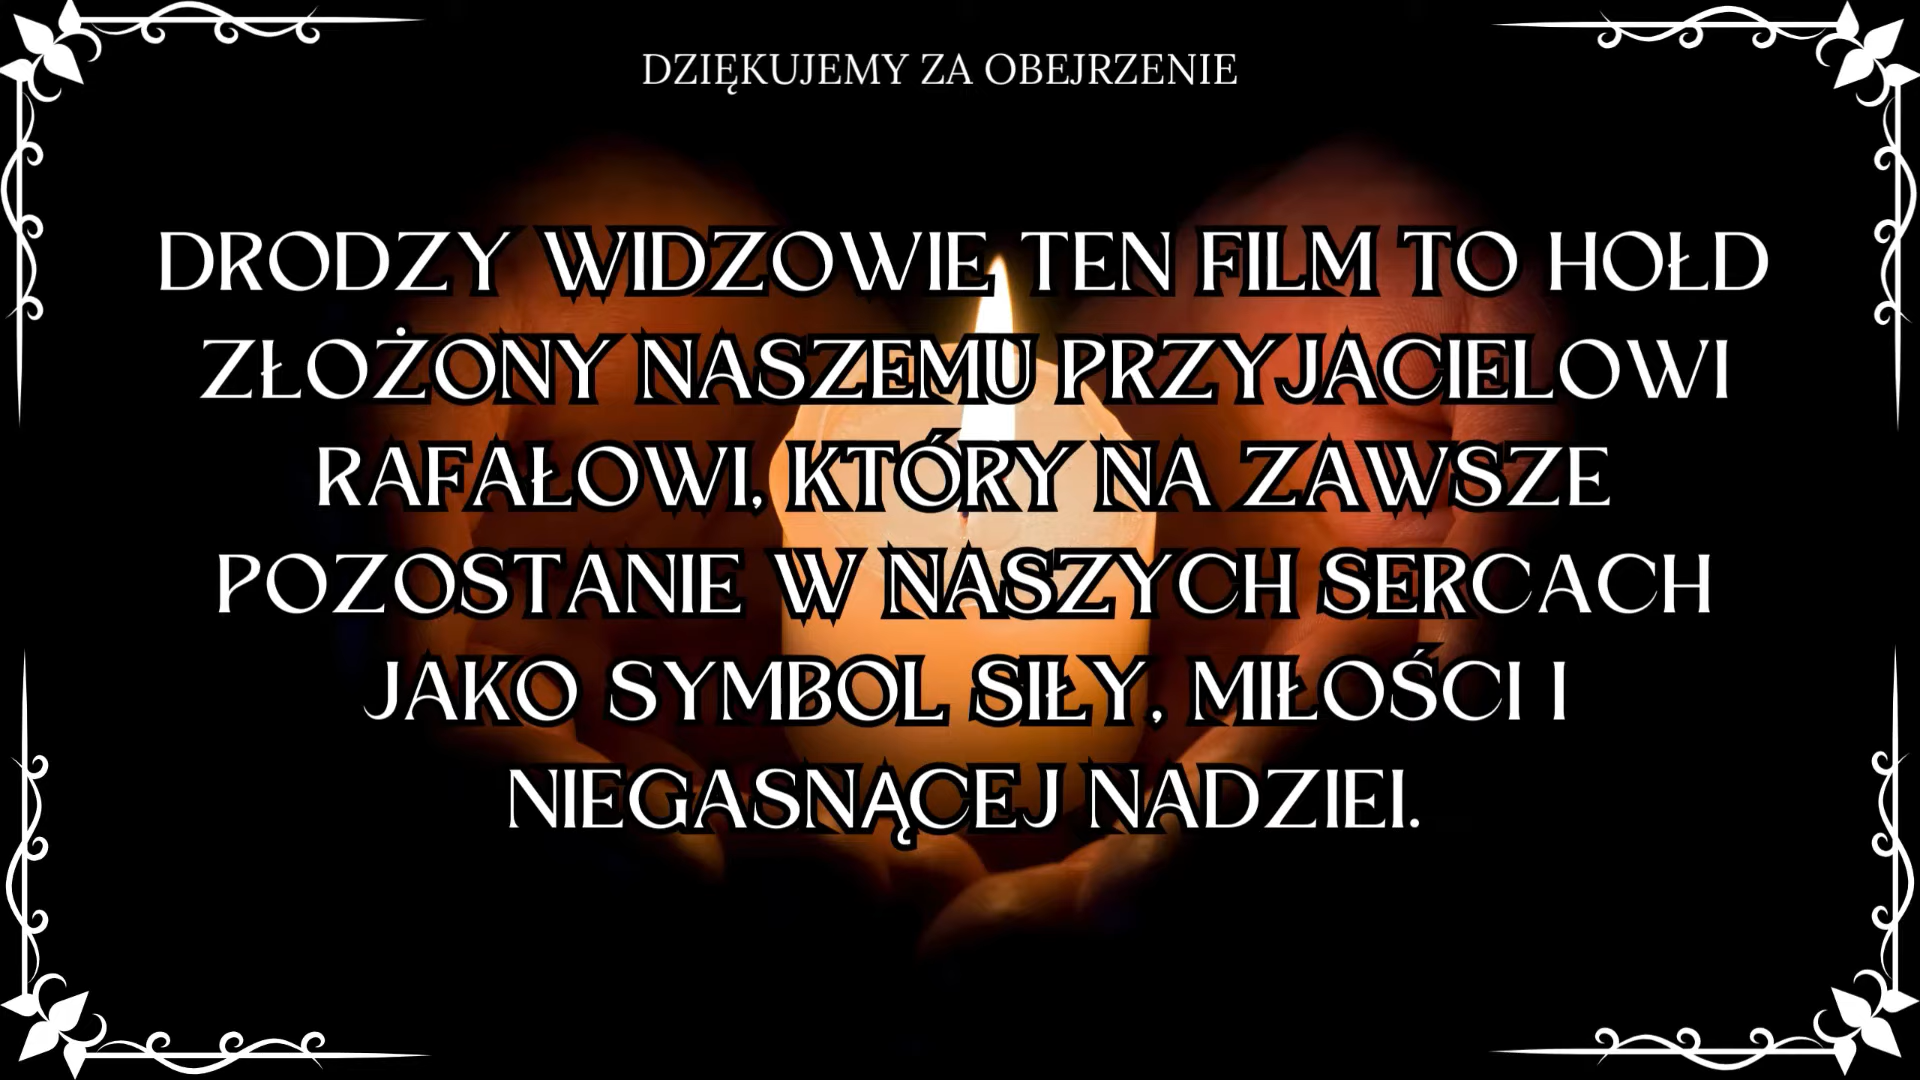 DZIĘKUJEMY ZA OBEJRZENIE
DRODZY WIDZOWIE TEN FILM TO HOŁD
ZŁOŻONY NASZEMU PRZYJACIELOWI
RAFAŁOWI, KTÓRY NA ZAWSZE
POZOSTANIE W NASZYCH SERCACH
JAKO SYMBOL SIŁY, MIŁOŚCI I
NIEGASNĄCEJ NADZIEI.